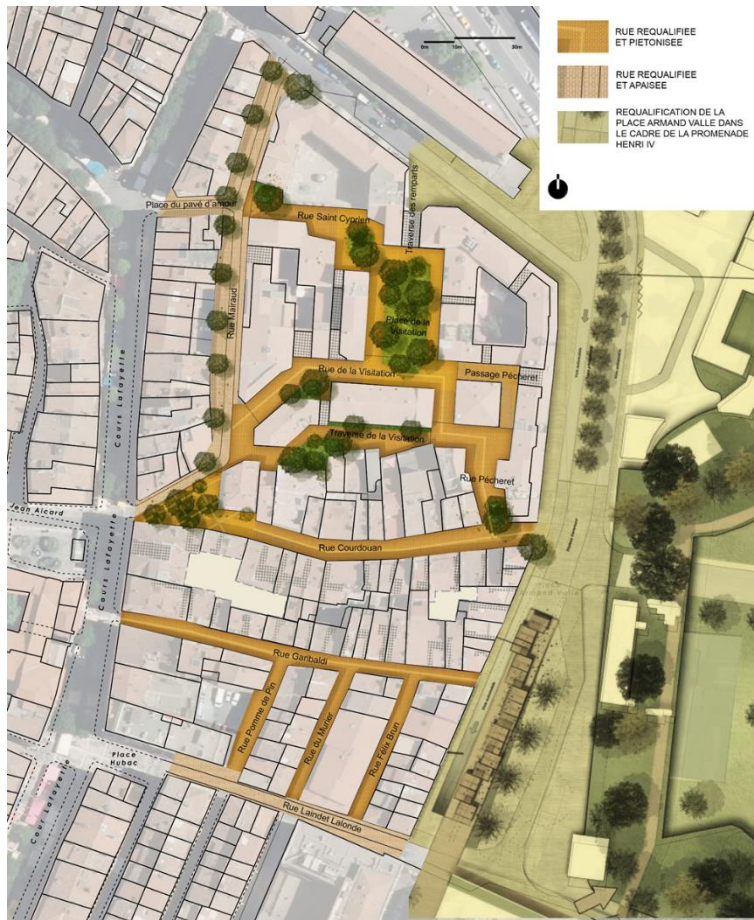 RUE REQUALIFIEE
ET PIETONISEE
RUE REQUALIFIEE
ET APAISEE
REQUALIFICATION DE LA
PLACE ARMAND VALLE DANS
LE CADRE DE LA PROMENADE
HENRI IV
0m 15m 30m
Place du pavé d'amour
Rue Saint Cyprien
Traverse des remparts
Rue Mairaud
Place de la
Visitation
Cours Lafayette
Rue de la Visitation
Passage Pécheret
Traverse de la Visitation
Rue Pécheret
Jean Aicard
Cours Lafayette
Rue Courdouan
Rue Garibaldi
Rue Pomme de Pin
Rue du Murier
Rue Félix Brun
Place
Hubac
Cours Lafayette
Rue Laindet Lalonde